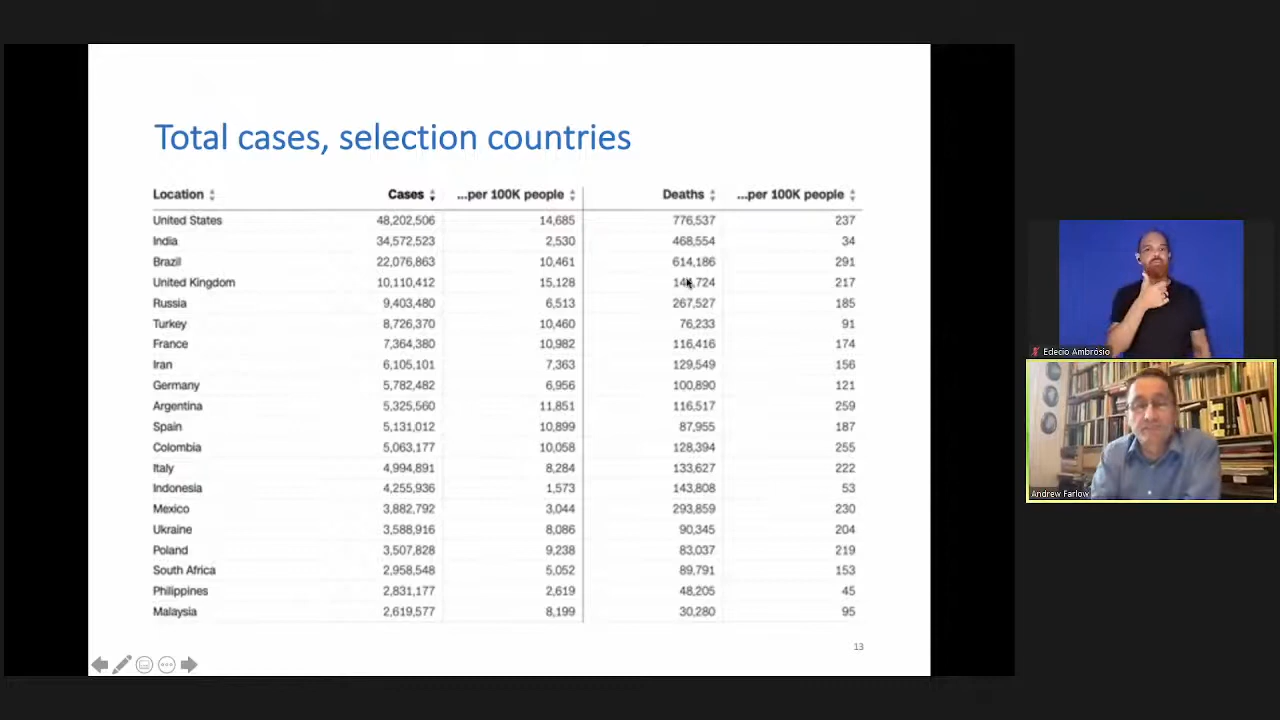 Total cases, selection countries
Location Cases ...per 100K people Deaths ...per 100K people
United States 48,202,506 14,685 776,537 237
India 34,572,523 2,530 468,554 34
Brazil 22,076,863 10,461 614,186 291
United Kingdom 10,110,412 15,128 217
Russia 9,403,480 6,513 267,527 185
Turkey 8,726,370 10,460 76,233 91
France 7,364,380 10,982 116,416 174
Iran 6,105,101 7,363 129,549 156
Germany 5,782,482 6,956 100,890 121
Argentina 5,325,560 11,851 116,517 259
Spain 5,131,012 10,899 87,955 187
Colombia 5,063,177 10,058 128,394 255
Italy 4,994,891 8,284 133,627 222
Indonesia 4,255,936 1,573 143,808 53
Mexico 3,882,792 3,044 293,859 230
Ukraine 3,588,916 8,086 90,345 204
Poland 3,507,828 9,238 83,037 219
South Africa 2,958,548 5,052 89,791 153
Philippines 2,831,177 2,619 48,205 45
Malaysia 2,619,577 8,199 30,280 95
13
Edecio Ambrósio
Andrew Farlow